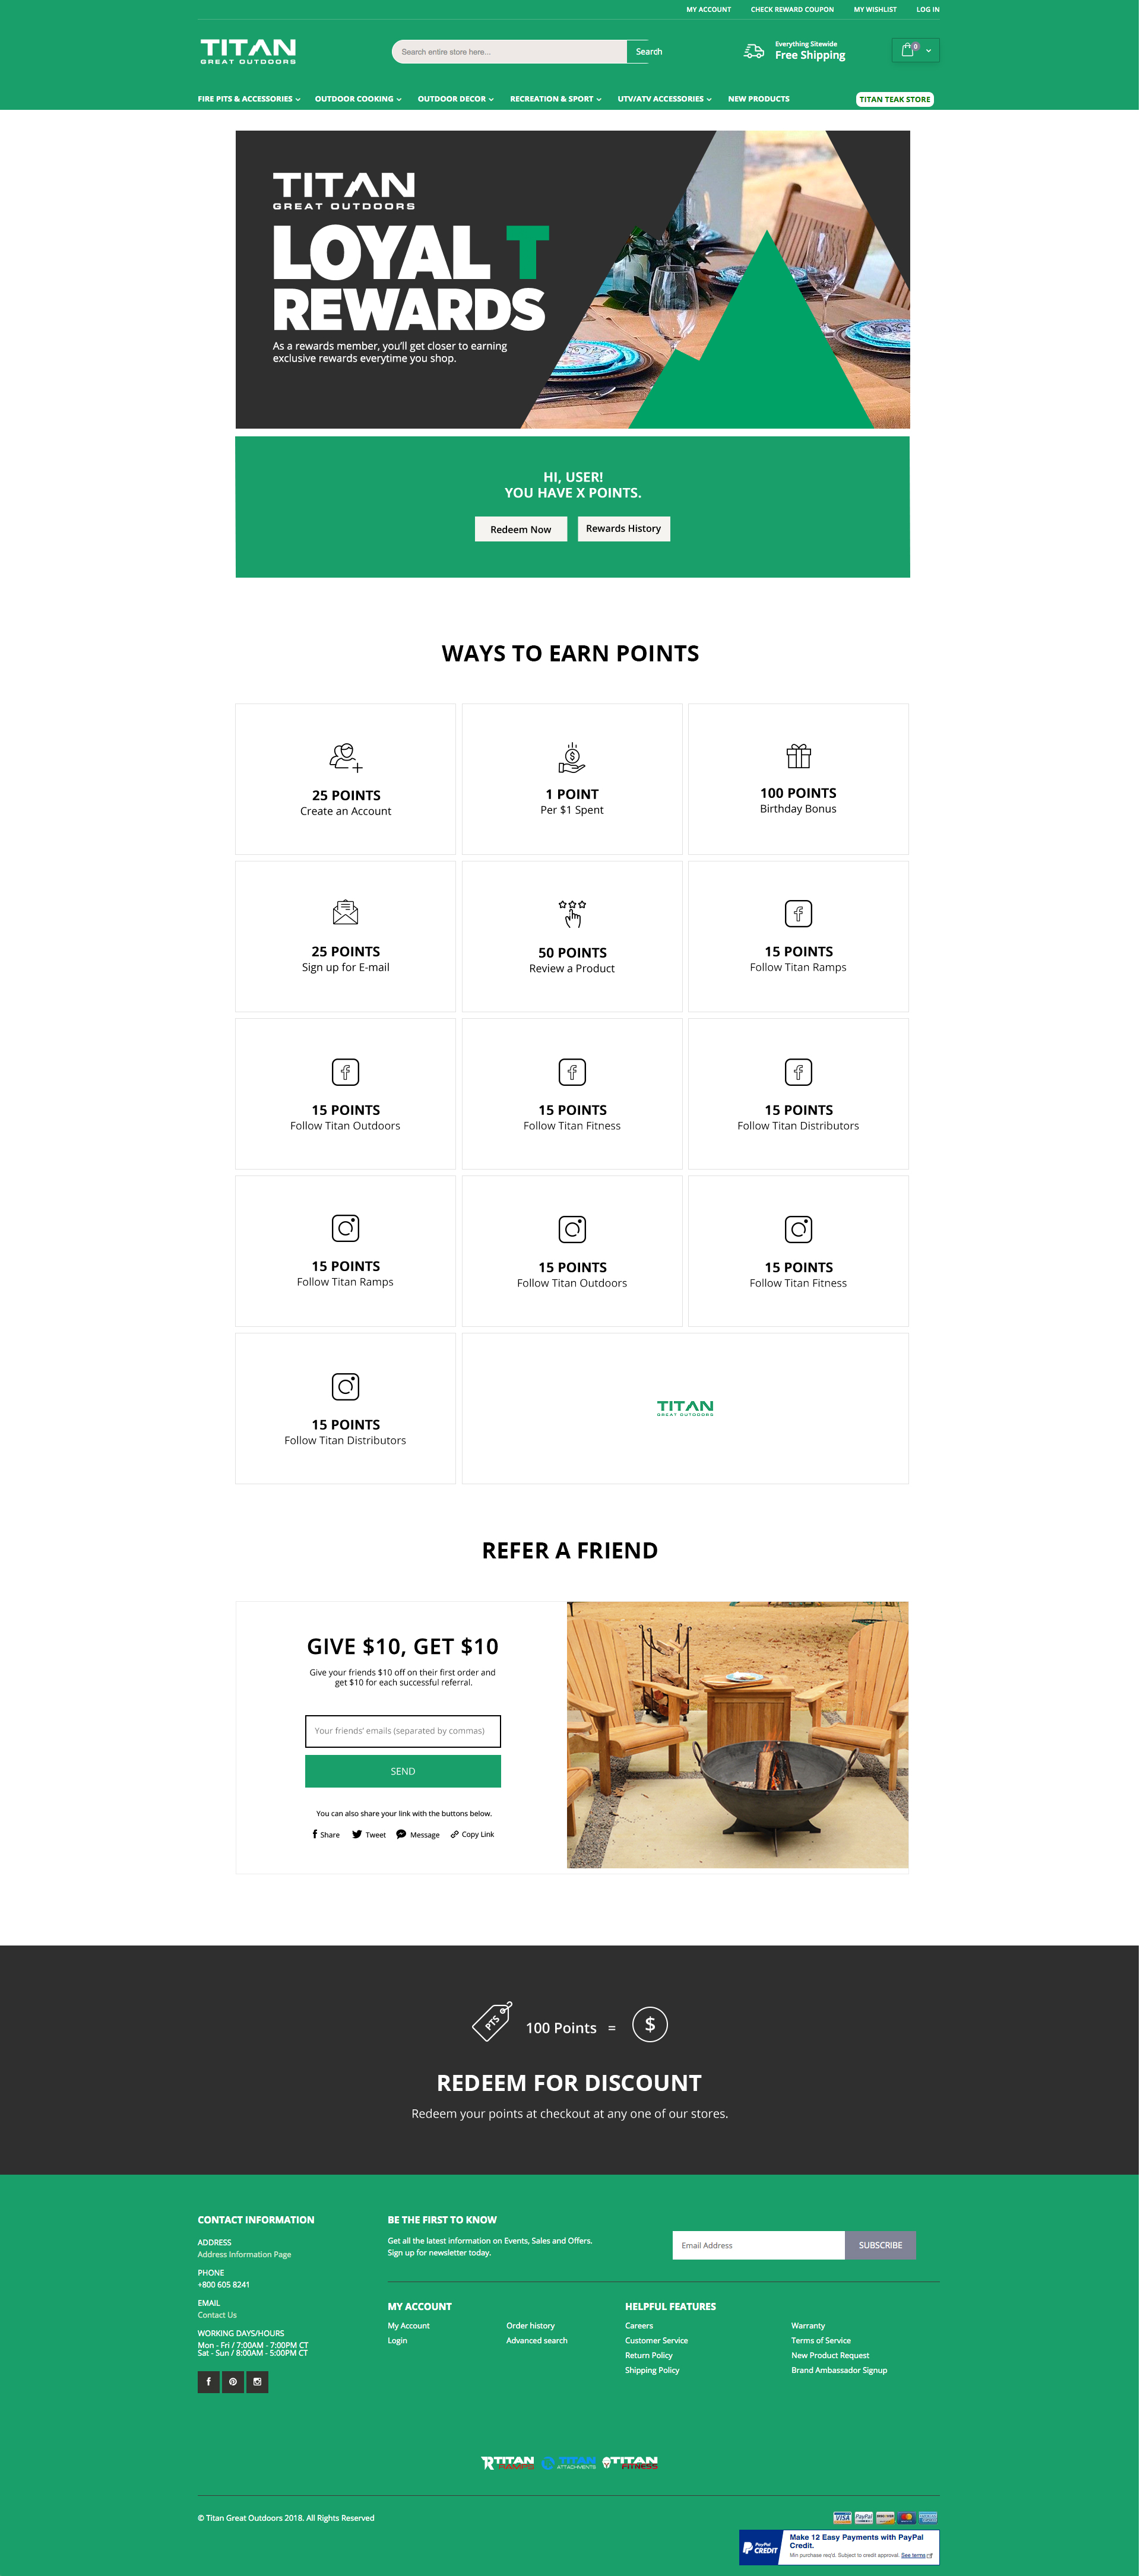 MY ACCOUNT CHECK REWARD COUPON MY WISHLIST LOG IN
TITAN
GREAT OUTDOORS
Search entire store here...
Search
Everything Sitewide
Free Shipping
0
FIRE PITS & ACCESSORIES OUTDOOR COOKING OUTDOOR DECOR RECREATION & SPORT UTV/ATV ACCESSORIES NEW PRODUCTS TITAN TEAK STORE
TITAN
GREAT OUTDOORS
LOYAL T
REWARDS
As a rewards member, you'll get closer to earning
exclusive rewards everytime you shop.
HI, USER!
YOU HAVE X POINTS.
Redeem Now Rewards History
WAYS TO EARN POINTS
25 POINTS
Create an Account
1 POINT
Per $1 Spent
100 POINTS
Birthday Bonus
25 POINTS
Sign up for E-mail
50 POINTS
Review a Product
15 POINTS
Follow Titan Ramps
15 POINTS
Follow Titan Outdoors
15 POINTS
Follow Titan Fitness
15 POINTS
Follow Titan Distributors
15 POINTS
Follow Titan Ramps
15 POINTS
Follow Titan Outdoors
15 POINTS
Follow Titan Fitness
15 POINTS
Follow Titan Distributors
TITAN
GREAT OUTDOORS
REFER A FRIEND
GIVE $10, GET $10
Give your friends $10 off on their first order and
get $10 for each successful referral.
Your friends' emails (separated by commas)
SEND
You can also share your link with the buttons below.
Share Tweet Message Copy Link
PTS 100 Points = $
REDEEM FOR DISCOUNT
Redeem your points at checkout at any one of our stores.
CONTACT INFORMATION
ADDRESS
Address Information Page
PHONE
+800 605 8241
EMAIL
Contact Us
WORKING DAYS/HOURS
Mon - Fri / 7:00AM - 7:00PM CT
Sat - Sun / 8:00AM - 5:00PM CT
BE THE FIRST TO KNOW
Get all the latest information on Events, Sales and Offers.
Sign up for newsletter today.
Email Address
SUBSCRIBE
MY ACCOUNT
My Account Order history
Login Advanced search
HELPFUL FEATURES
Careers Warranty
Customer Service Terms of Service
Return Policy New Product Request
Shipping Policy Brand Ambassador Signup
TITAN
RAMPS
TITAN
ATTACHMENTS
TITAN
FITNESS
© Titan Great Outdoors 2018. All Rights Reserved
VISA PayPal DISCOVER
PayPal
CREDIT
Make 12 Easy Payments with PayPal
Credit.
Min purchase req'd. Subject to credit approval. See terms